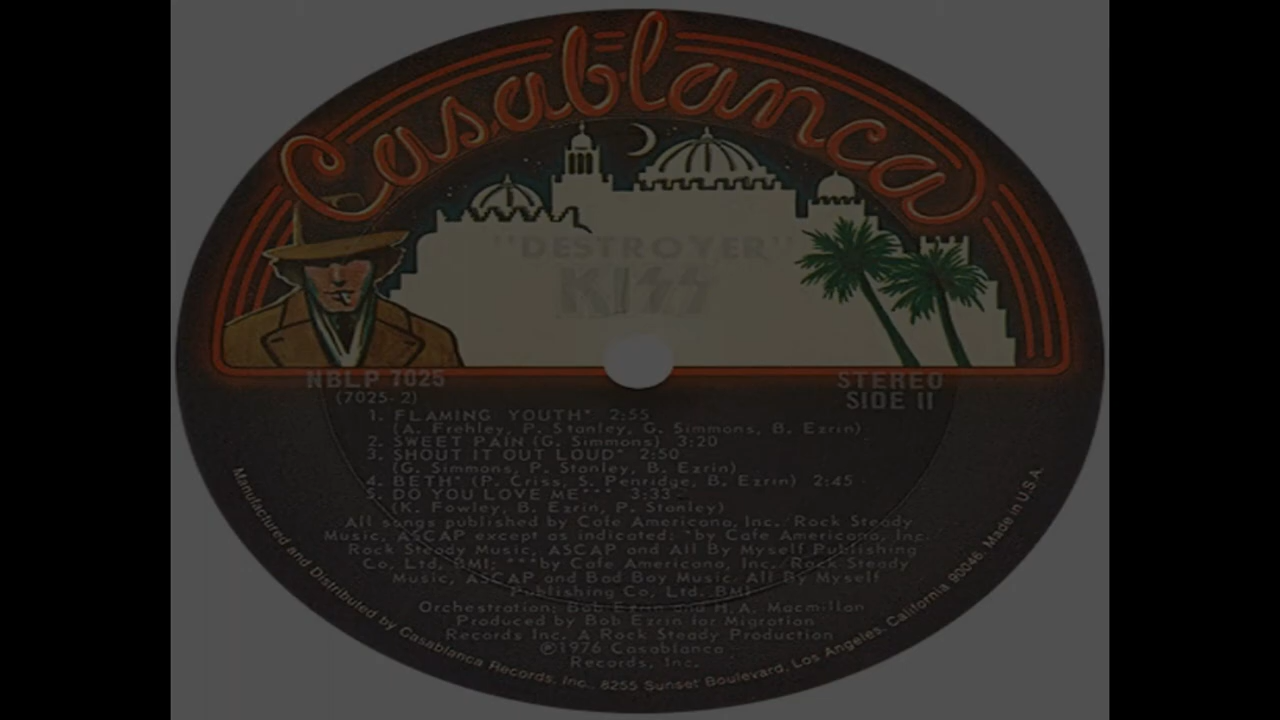 Casablanca
"DESTROYER"
KISS
NBLP 7025
(7025-2)
STEREO
SIDE II
1. FLAMING YOUTH* 2:55
(A. Frehley, P. Stanley, G. Simmons, B. Ezrin)
2. SWEET PAIN (G. Simmons) 3:20
3. SHOUT IT OUT LOUD* 2:50
(G. Simmons, P. Stanley, B. Ezrin)
4. BETH* (P. Criss, S. Penridge, B. Ezrin) 2:45
5. DO YOU LOVE ME*** 3:33
(K. Fowley, B. Ezrin, P. Stanley)
All songs published by Cafe Americana, Inc./Rock Steady
Music, ASCAP except as indicated; *by Cafe Americana, Inc.
Rock Steady Music, ASCAP and All By Myself Publishing
Co, Ltd, BMI; ***by Cafe Americana, Inc./Rock Steady
Music, ASCAP and Bad Boy Music/All By Myself
Publishing Co, Ltd. BMI
Orchestration: Bob Ezrin and H.A. Macmillan
Produced by Bob Ezrin for Migration
Records Inc. A Rock Steady Production
℗1976 Casablanca
Records, Inc.
Manufactured and Distributed by Casablanca Records, Inc., 8255 Sunset Boulevard, Los Angeles, California 90046. Made in U.S.A.